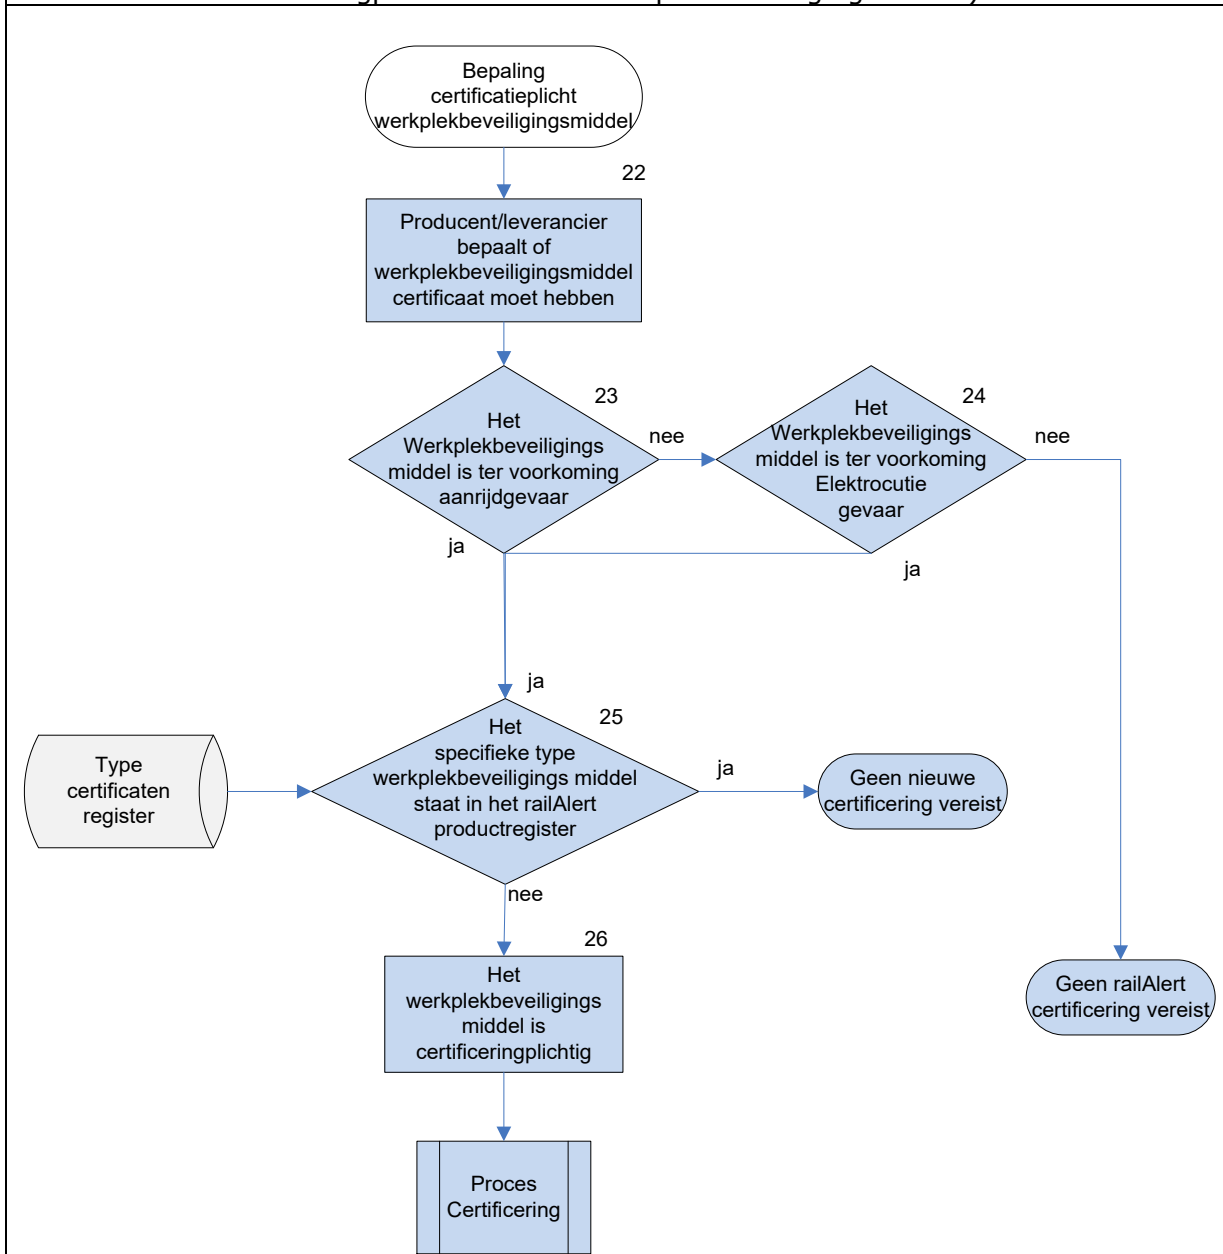 Bepaling
certificatieplicht
werkplekbeveiligingsmiddel
22
Producent/leverancier
bepaalt of
werkplekbeveiligingsmiddel
certificaat moet hebben
23
Het
Werkplekbeveiligings
middel is ter voorkoming
aanrijdgevaar
nee
24
Het
Werkplekbeveiligings
middel is ter voorkoming
Elektrocutie
gevaar
nee
ja
ja
ja
25
Het
specifieke type
werkplekbeveiligings middel
staat in het railAlert
productregister
Type
certificaten
register
ja
Geen nieuwe
certificering vereist
nee
26
Het
werkplekbeveiligings
middel is
certificeringplichtig
Geen railAlert
certificering vereist
Proces
Certificering